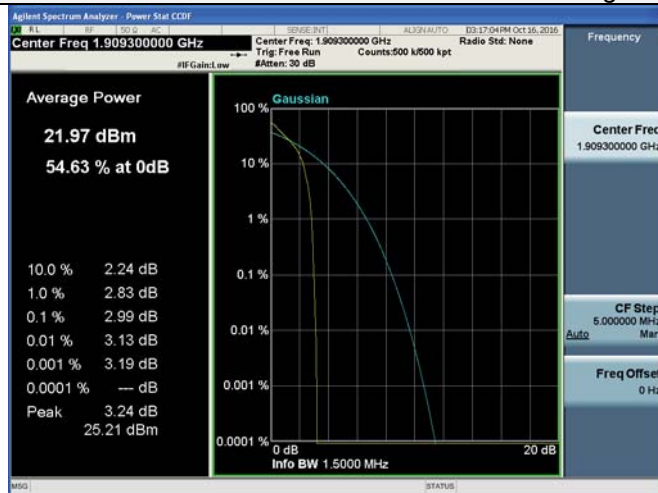 Agilent Spectrum Analyzer - Power Stat CCDF
RL RF 50 Ω AC SENSE:INT ALIGN AUTO 03:17:04 PM Oct 16, 2016
Center Freq 1.909300000 GHz
Center Freq: 1.909300000 GHz Radio Std: None
Trig: Free Run Counts:500 k/500 kpt
#IFGain:Low #Atten: 30 dB
Frequency
Average Power
21.97 dBm
54.63 % at 0dB
10.0 % 2.24 dB
1.0 % 2.83 dB
0.1 % 2.99 dB
0.01 % 3.13 dB
0.001 % 3.19 dB
0.0001 % --- dB
Peak 3.24 dB
25.21 dBm
Gaussian
100 %
10 %
1 %
0.1 %
0.01 %
0.001 %
0.0001 %
0 dB 20 dB
Info BW 1.5000 MHz
Center Freq
1.909300000 GHz
CF Step
5.000000 MHz
Auto Man
Freq Offset
0 Hz
MSG STATUS